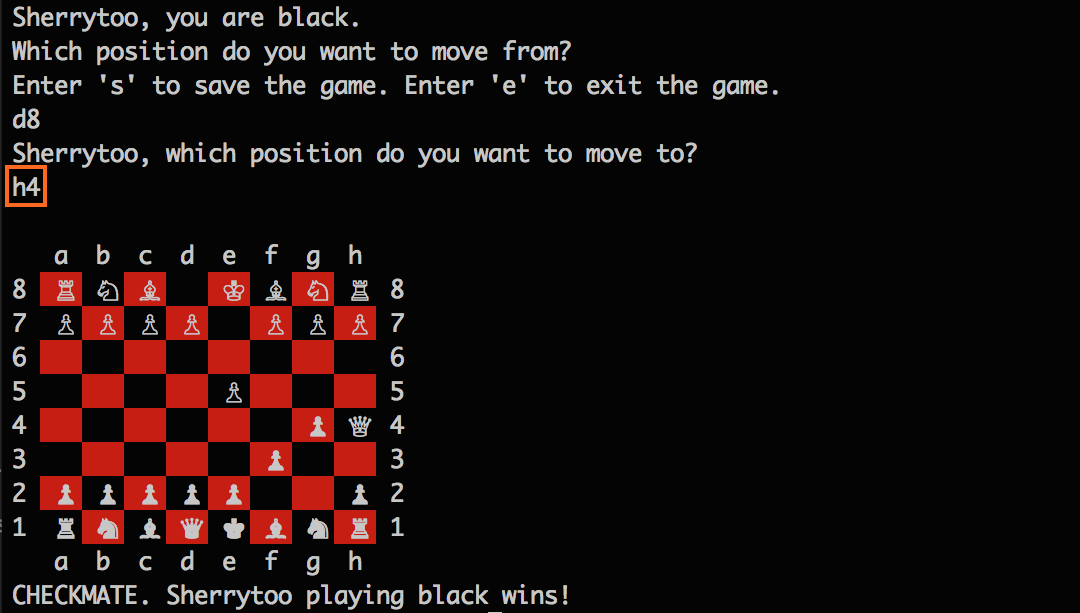 Sherrytoo, you are black.
Which position do you want to move from?
Enter 's' to save the game. Enter 'e' to exit the game.
d8
Sherrytoo, which position do you want to move to?
h4
a b c d e f g h
8 ♖ ♘ ♗ ♔ ♗ ♘ ♖ 8
7 ♙ ♙ ♙ ♙ ♙ ♙ ♙ 7
6 6
5 ♙ 5
4 ♟ ♕ 4
3 ♟ 3
2 ♟ ♟ ♟ ♟ ♟ ♟ 2
1 ♜ ♞ ♝ ♛ ♚ ♝ ♞ ♜ 1
a b c d e f g h
CHECKMATE. Sherrytoo playing black wins!